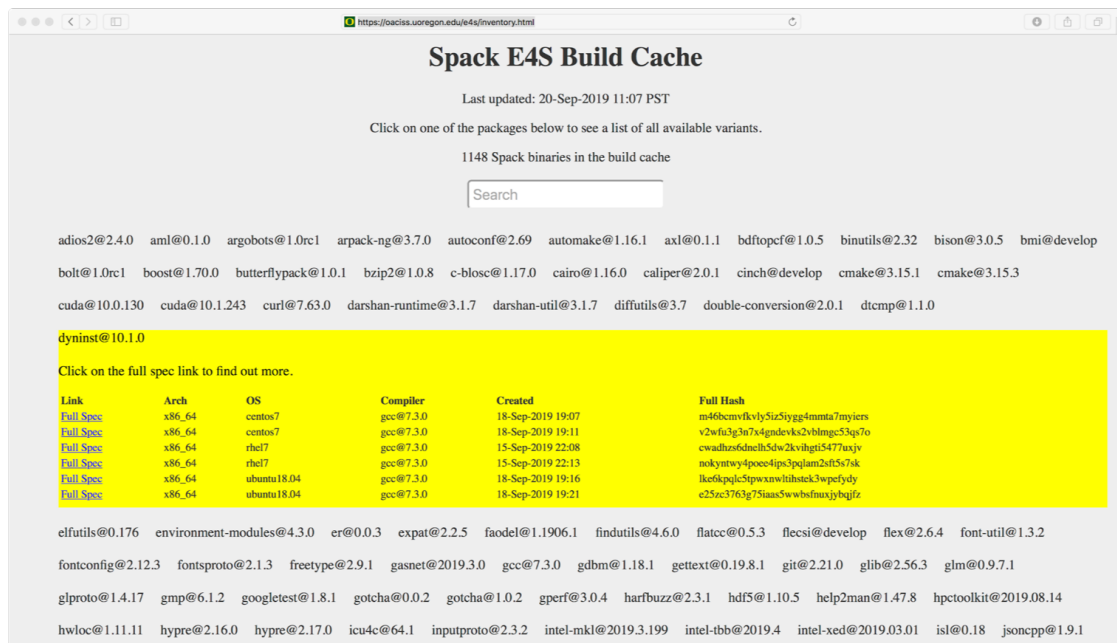 https://oaciss.uoregon.edu/e4s/inventory.html
Spack E4S Build Cache
Last updated: 20-Sep-2019 11:07 PST
Click on one of the packages below to see a list of all available variants.
1148 Spack binaries in the build cache
Search
adios2@2.4.0 aml@0.1.0 argobots@1.0rc1 arpack-ng@3.7.0 autoconf@2.69 automake@1.16.1 axl@0.1.1 bdftopcf@1.0.5 binutils@2.32 bison@3.0.5 bmi@develop
bolt@1.0rc1 boost@1.70.0 butterflypack@1.0.1 bzip2@1.0.8 c-blosc@1.17.0 cairo@1.16.0 caliper@2.0.1 cinch@develop cmake@3.15.1 cmake@3.15.3
cuda@10.0.130 cuda@10.1.243 curl@7.63.0 darshan-runtime@3.1.7 darshan-util@3.1.7 diffutils@3.7 double-conversion@2.0.1 dtcmp@1.1.0
dyninst@10.1.0
Click on the full spec link to find out more.
Link Arch OS Compiler Created Full Hash
Full Spec x86_64 centos7 gcc@7.3.0 18-Sep-2019 19:07 m46bcmvfkvly5iz5iygg4mmta7myiers
Full Spec x86_64 centos7 gcc@7.3.0 18-Sep-2019 19:11 v2wfu3g3n7x4gndevks2vblmgc53qs7o
Full Spec x86_64 rhel7 gcc@7.3.0 15-Sep-2019 22:08 cwadhzs6dnelh5dw2kvihgti5477uxjv
Full Spec x86_64 rhel7 gcc@7.3.0 15-Sep-2019 22:13 nokyntwy4poee4ips3pqlam2sft5s7sk
Full Spec x86_64 ubuntu18.04 gcc@7.3.0 18-Sep-2019 19:16 lke6kpqlc5tpwxnwltihstek3wpefydy
Full Spec x86_64 ubuntu18.04 gcc@7.3.0 18-Sep-2019 19:21 e25zc3763g75iaas5wwbsfnuxjybqjfz
elfutils@0.176 environment-modules@4.3.0 er@0.0.3 expat@2.2.5 faodel@1.1906.1 findutils@4.6.0 flatcc@0.5.3 flecsi@develop flex@2.6.4 font-util@1.3.2
fontconfig@2.12.3 fontsproto@2.1.3 freetype@2.9.1 gasnet@2019.3.0 gcc@7.3.0 gdbm@1.18.1 gettext@0.19.8.1 git@2.21.0 glib@2.56.3 glm@0.9.7.1
glproto@1.4.17 gmp@6.1.2 googletest@1.8.1 gotcha@0.0.2 gotcha@1.0.2 gperf@3.0.4 harfbuzz@2.3.1 hdf5@1.10.5 help2man@1.47.8 hpctoolkit@2019.08.14
hwloc@1.11.11 hypre@2.16.0 hypre@2.17.0 icu4c@64.1 inputproto@2.3.2 intel-mkl@2019.3.199 intel-tbb@2019.4 intel-xed@2019.03.01 isl@0.18 jsoncpp@1.9.1